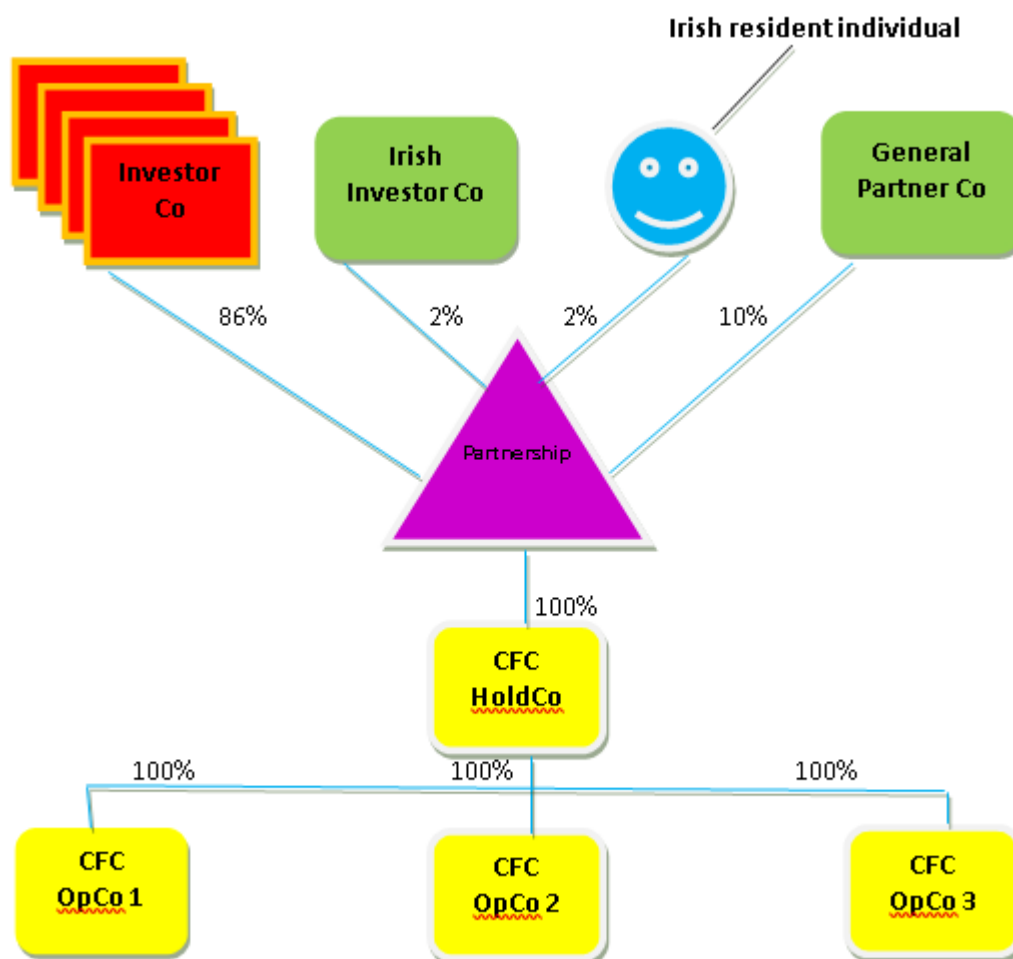 Irish resident individual
Investor
Co
Irish
Investor Co
General
Partner Co
86%
2%
2%
10%
Partnership
100%
CFC
HoldCo
100%
100%
100%
CFC
OpCo 1
CFC
OpCo 2
CFC
OpCo 3